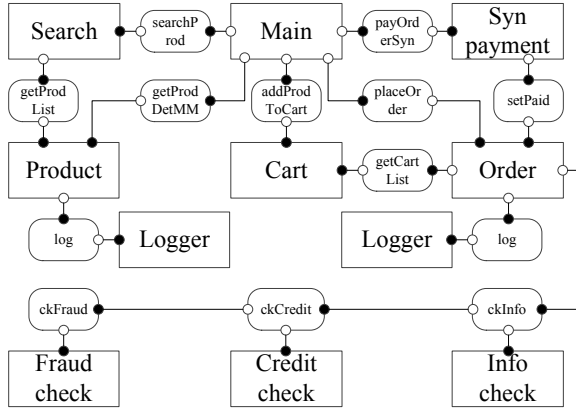 Search
searchP
rod
Main
payOrd
erSyn
Syn
payment
getProd
List
getProd
DetMM
addProd
ToCart
placeOr
der
setPaid
Product
Cart
getCart
List
Order
log
Logger
Logger
log
ckFraud
ckCredit
ckInfo
Fraud
check
Credit
check
Info
check